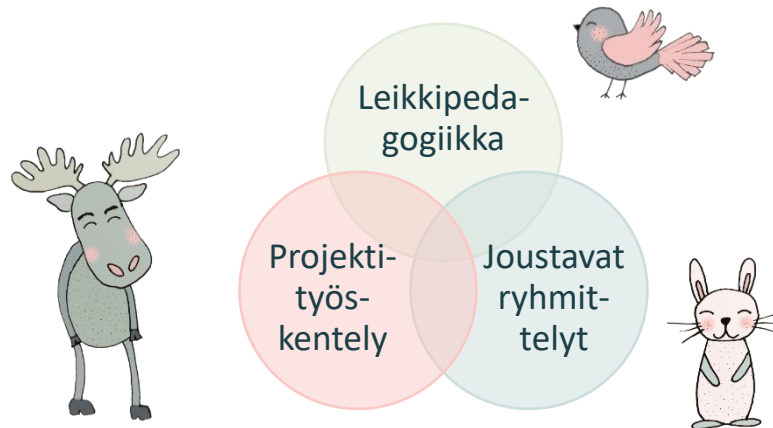 Leikkipeda-
gogiikka
Projekti-
työs-
kentely
Joustavat
ryhmit-
telyt